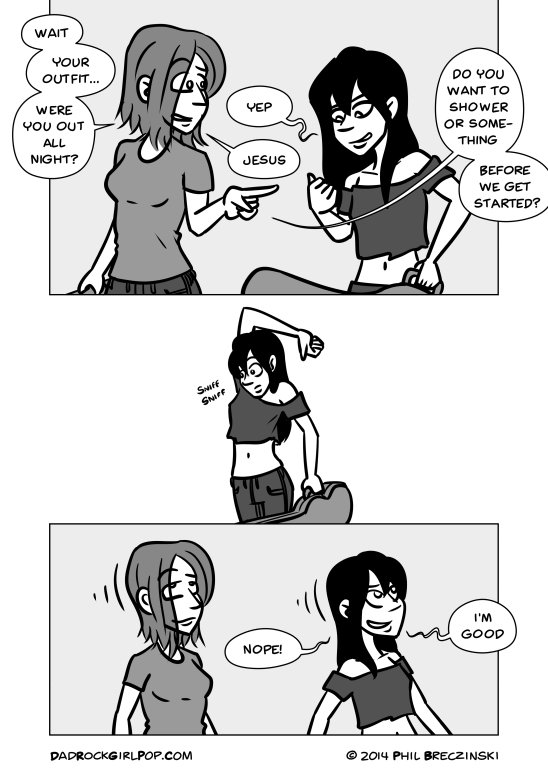 WAIT
YOUR
OUTFIT...
WERE
YOU OUT
ALL
NIGHT?
YEP
JESUS
DO YOU
WANT TO
SHOWER
OR SOME-
THING
BEFORE
WE GET
STARTED?
SNIFF
SNIFF
NOPE!
I'M
GOOD
DADROCKGIRLPOP.COM
© 2014 PHIL BRECZINSKI